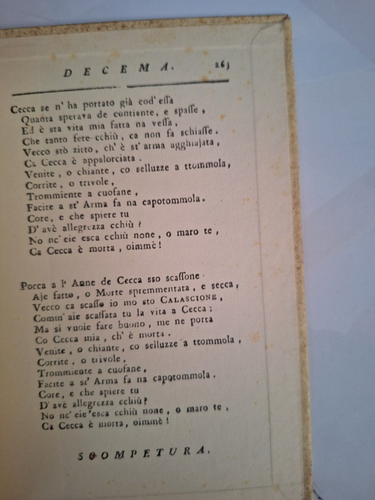 DECEMA. 263
Cecca se n' ha portato già cod' essa
Quanta sperava de contiente, e spasse,
Ed è sta vita mia fatta na vessa,
Che tanto fete cchiù, ca non fa schiasse.
Vecco stò zitto, ch' è st' arma agghiajata,
Ca Cecca è appalorciata.
Venite, o chiante, co selluzze a ttommola,
Corrite, o trivole,
Trommiente a cuofane,
Facite a st' Arma fa na capotommola.
Core, e che spiere tu
D' avè allegrezza cchiù?
No nc' eie esca cchiù none, o maro te,
Ca Cecca è morta, oimmè!
Porca a l' Anne de Cecca sso scassone
Aje fatto, o Morte spremmentata, e secca,
Vecco ca scasso io mo sto CALASCIONE,
Comm' aje scassata tu la vita a Cecca;
Ma si vuoie fare buono, me ne porta
Co Cecca mia, ch' è morta.
Venite, o chiante, co selluzze a ttommola,
Corrite, o trivole,
Trommiente a cuofane,
Facite a st' Arma fa na capotommola.
Core, e che spiere tu
D' avè allegrezza cchiù?
No nc' eie esca cchiù none, o maro te,
Ca Cecca è morta, oimmè!
SCOMPETURA.